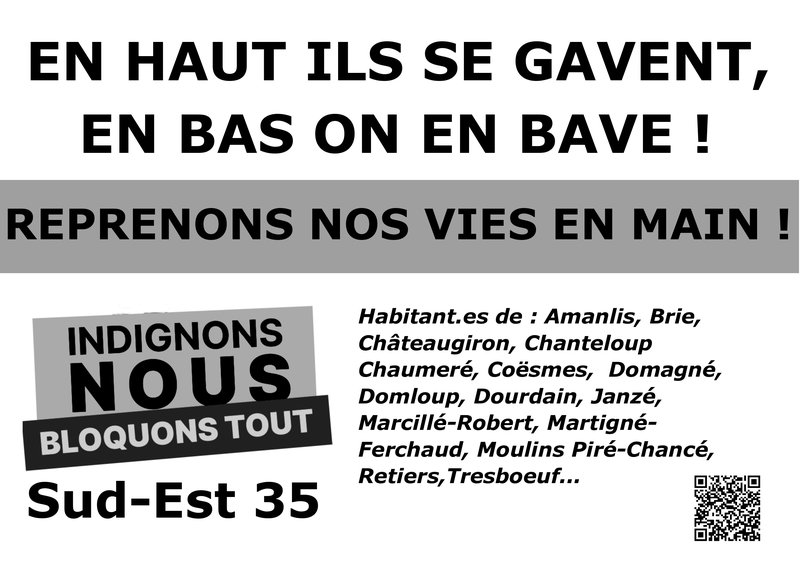 EN HAUT ILS SE GAVENT,
EN BAS ON EN BAVE !
REPRENONS NOS VIES EN MAIN !
INDIGNONS
NOUS
BLOQUONS TOUT
Sud-Est 35
Habitant.es de : Amanlis, Brie,
Châteaugiron, Chanteloup
Chaumeré, Coësmes, Domagné,
Domloup, Dourdain, Janzé,
Marcillé-Robert, Martigné-
Ferchaud, Moulins Piré-Chancé,
Retiers,Tresboeuf...